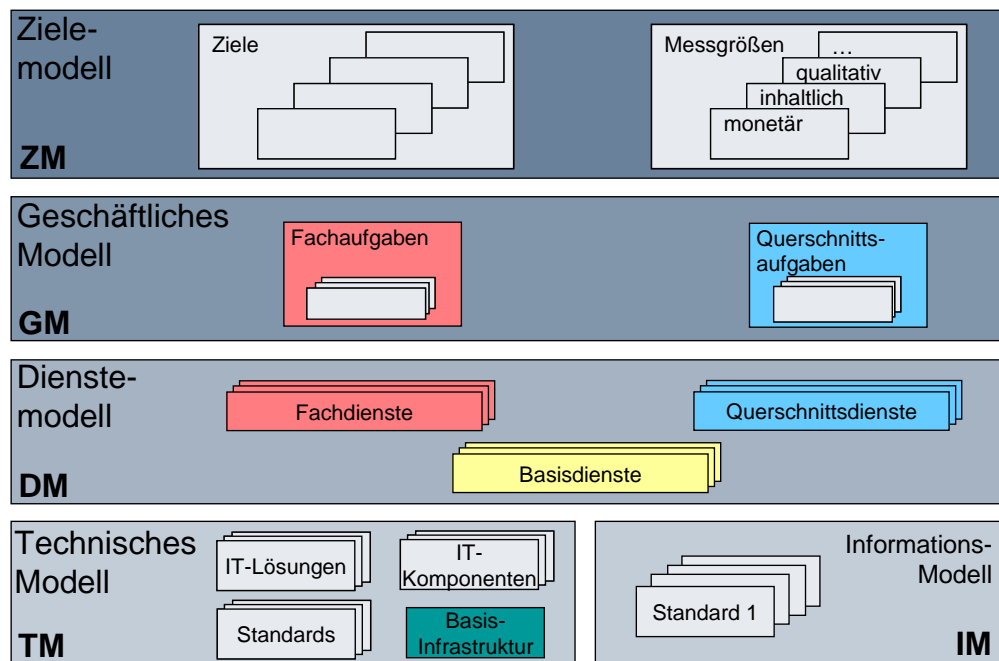 Ziele-
modell
ZM
Ziele
Messgrößen
…
qualitativ
inhaltlich
monetär
Geschäftliches
Modell
GM
Fachaufgaben
Querschnitts-
aufgaben
Dienste-
modell
DM
Fachdienste
Querschnittsdienste
Basisdienste
Technisches
Modell
TM
IT-Lösungen
IT-
Komponenten
Standards
Basis-
Infrastruktur
Informations-
Modell
Standard 1
IM